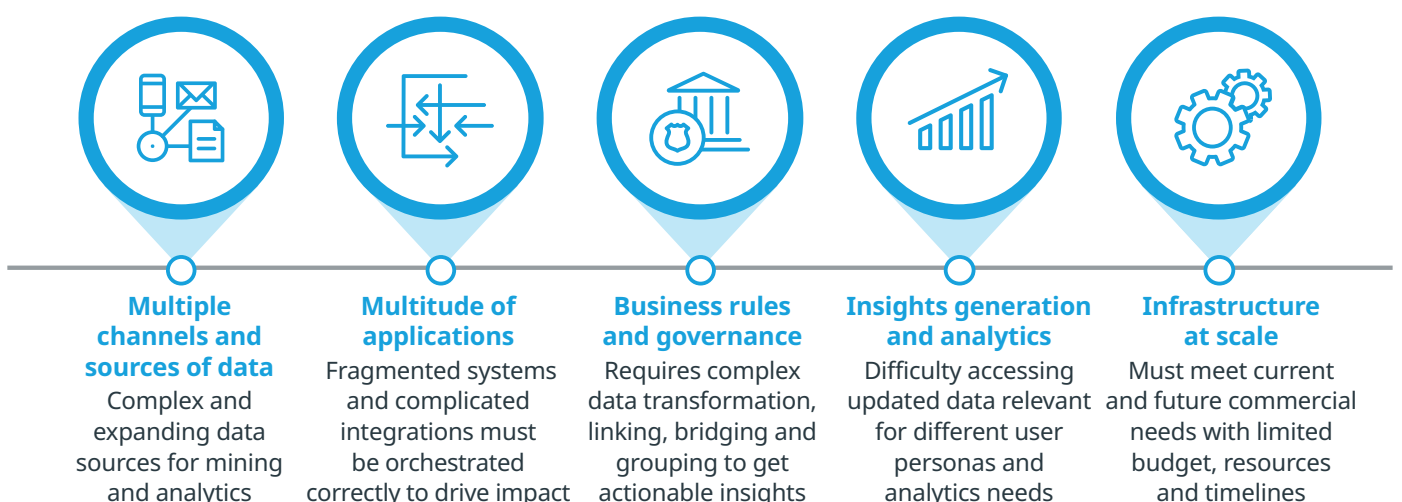 Multiple
channels and
sources of data
Complex and
expanding data
sources for mining
and analytics
Multitude of
applications
Fragmented systems
and complicated
integrations must
be orchestrated
correctly to drive impact
Business rules
and governance
Requires complex
data transformation,
linking, bridging and
grouping to get
actionable insights
Insights generation
and analytics
Difficulty accessing
updated data relevant
for different user
personas and
analytics needs
Infrastructure
at scale
Must meet current
and future commercial
needs with limited
budget, resources
and timelines